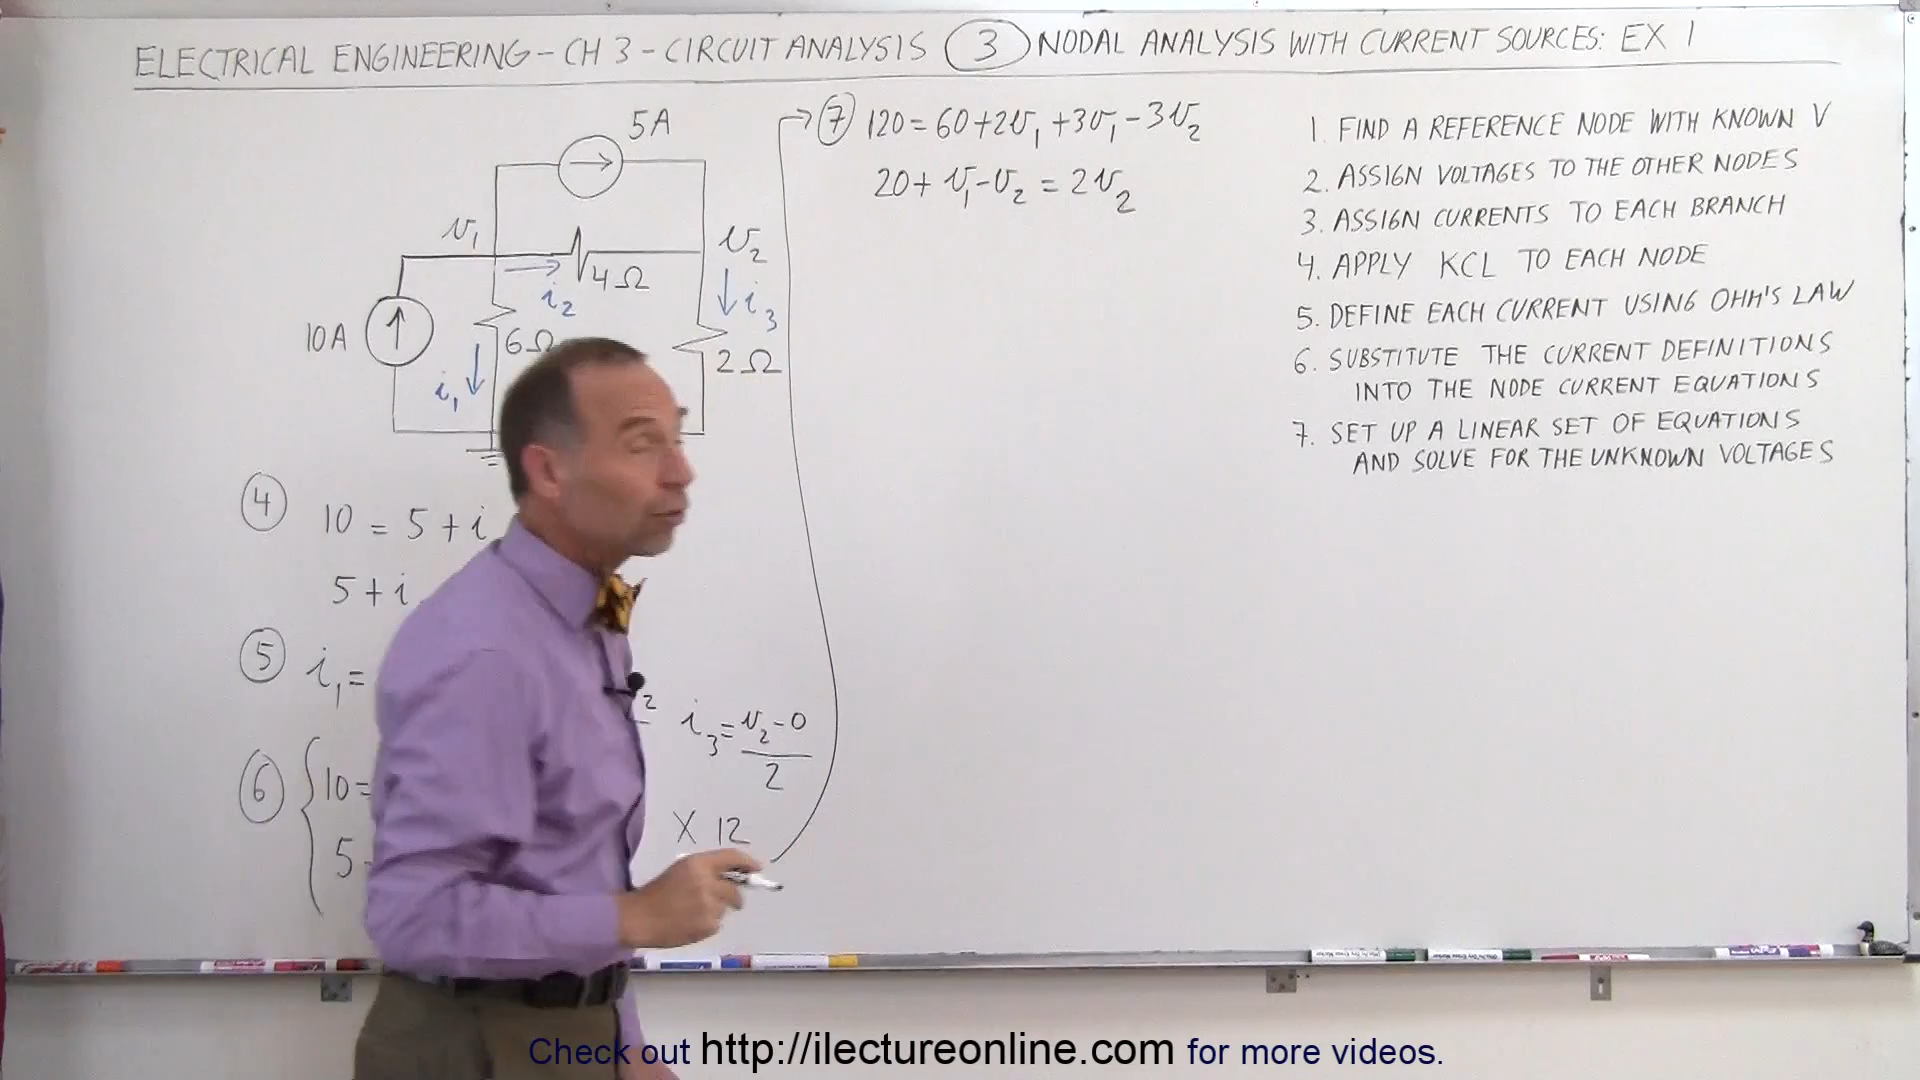 ELECTRICAL ENGINEERING - CH 3 - CIRCUIT ANALYSIS 3 NODAL ANALYSIS WITH CURRENT SOURCES: EX 1
5A
v₁
v₂
4Ω
i₂
i₃
10A
6Ω
2Ω
i₁
4 10 = 5 + i
5 + i
5 i₁ =
2
i₃ = v₂ - 0
2
6 10 =
X 12
5
7 120 = 60 + 2v₁ + 3v₁ - 3v₂
20 + v₁ - v₂ = 2v₂
1. FIND A REFERENCE NODE WITH KNOWN V
2. ASSIGN VOLTAGES TO THE OTHER NODES
3. ASSIGN CURRENTS TO EACH BRANCH
4. APPLY KCL TO EACH NODE
5. DEFINE EACH CURRENT USING OHH'S LAW
6. SUBSTITUTE THE CURRENT DEFINITIONS
INTO THE NODE CURRENT EQUATIONS
7. SET UP A LINEAR SET OF EQUATIONS
AND SOLVE FOR THE UNKNOWN VOLTAGES
Check out http://ilectureonline.com for more videos.